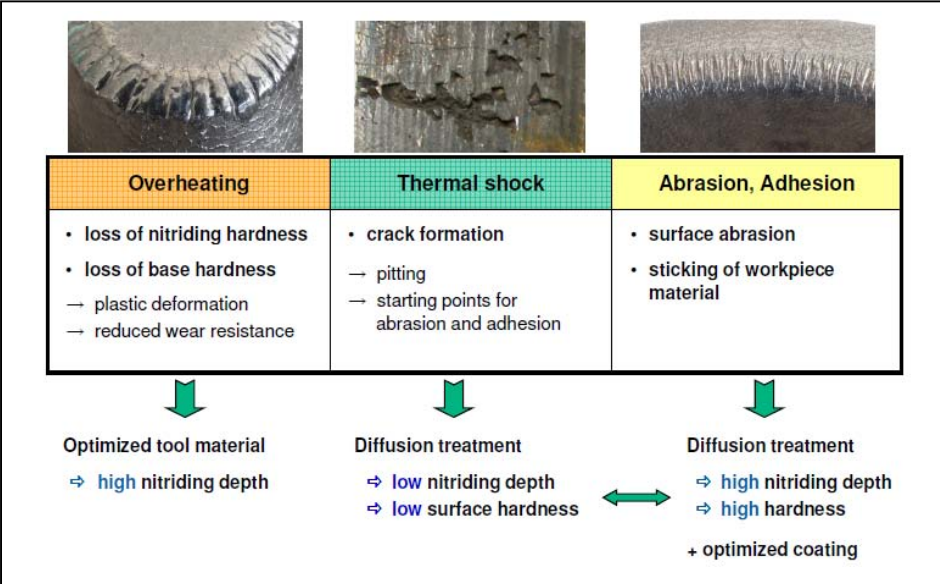 Overheating
• loss of nitriding hardness
• loss of base hardness
→ plastic deformation
→ reduced wear resistance
Thermal shock
• crack formation
→ pitting
→ starting points for
abrasion and adhesion
Abrasion, Adhesion
• surface abrasion
• sticking of workpiece
material
Optimized tool material
⇨ high nitriding depth
Diffusion treatment
⇨ low nitriding depth
⇨ low surface hardness
Diffusion treatment
⇨ high nitriding depth
⇨ high hardness
+ optimized coating